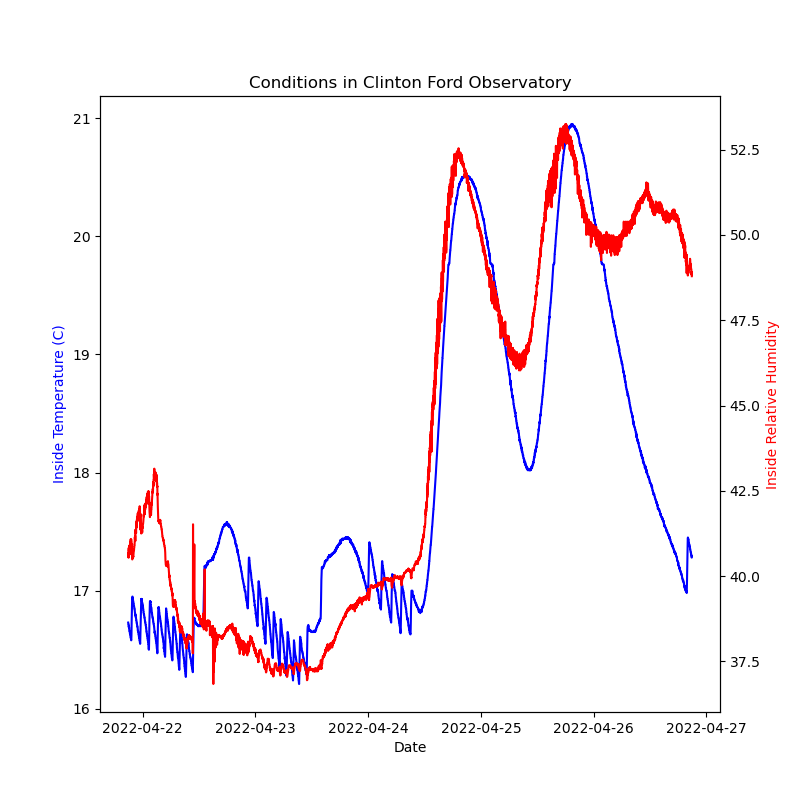 Conditions in Clinton Ford Observatory
21
20
19
18
17
16
Inside Temperature (C)
52.5
50.0
47.5
45.0
42.5
40.0
37.5
Inside Relative Humidity
2022-04-22 2022-04-23 2022-04-24 2022-04-25 2022-04-26 2022-04-27
Date